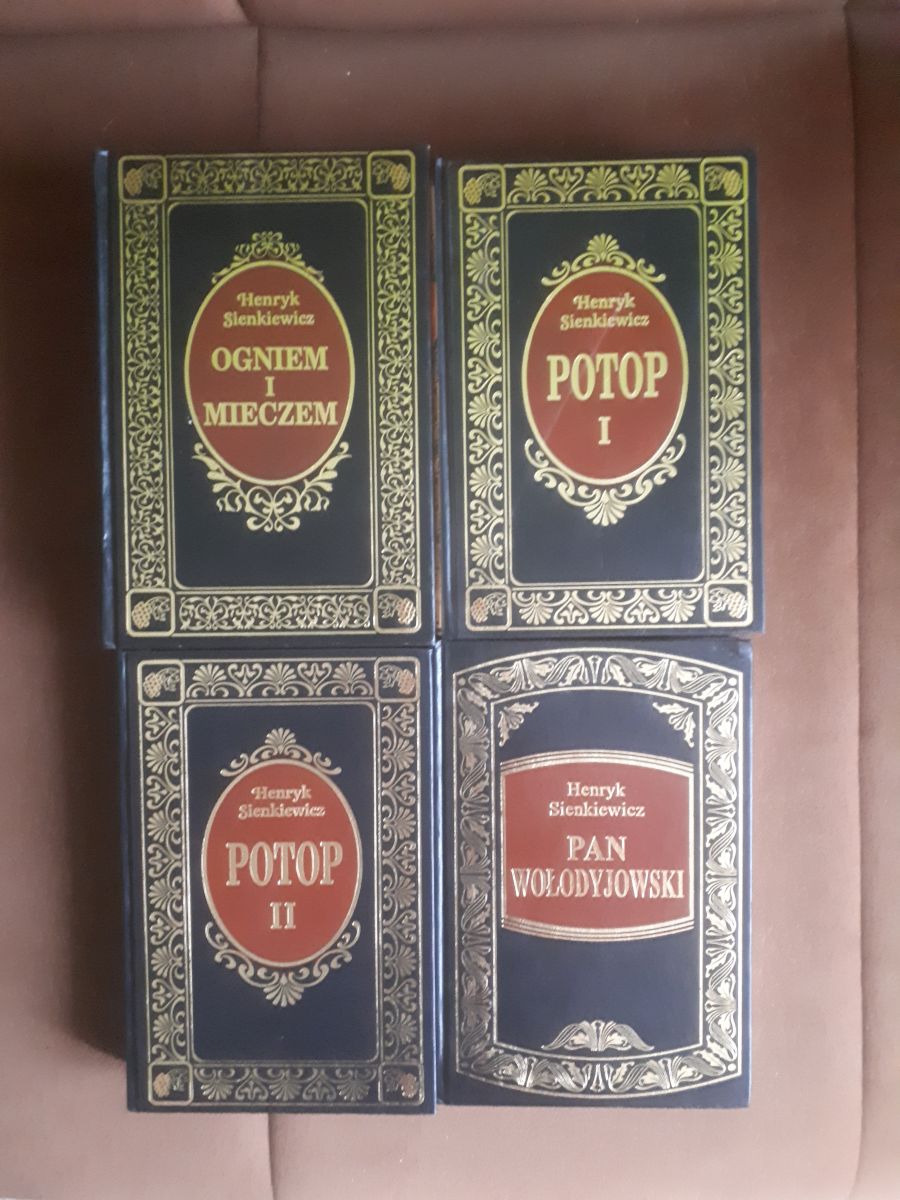 Henryk
Sienkiewicz
OGNIEM
I
MIECZEM
Henryk
Sienkiewicz
POTOP
I
Henryk
Sienkiewicz
POTOP
II
Henryk
Sienkiewicz
PAN
WOŁODYJOWSKI